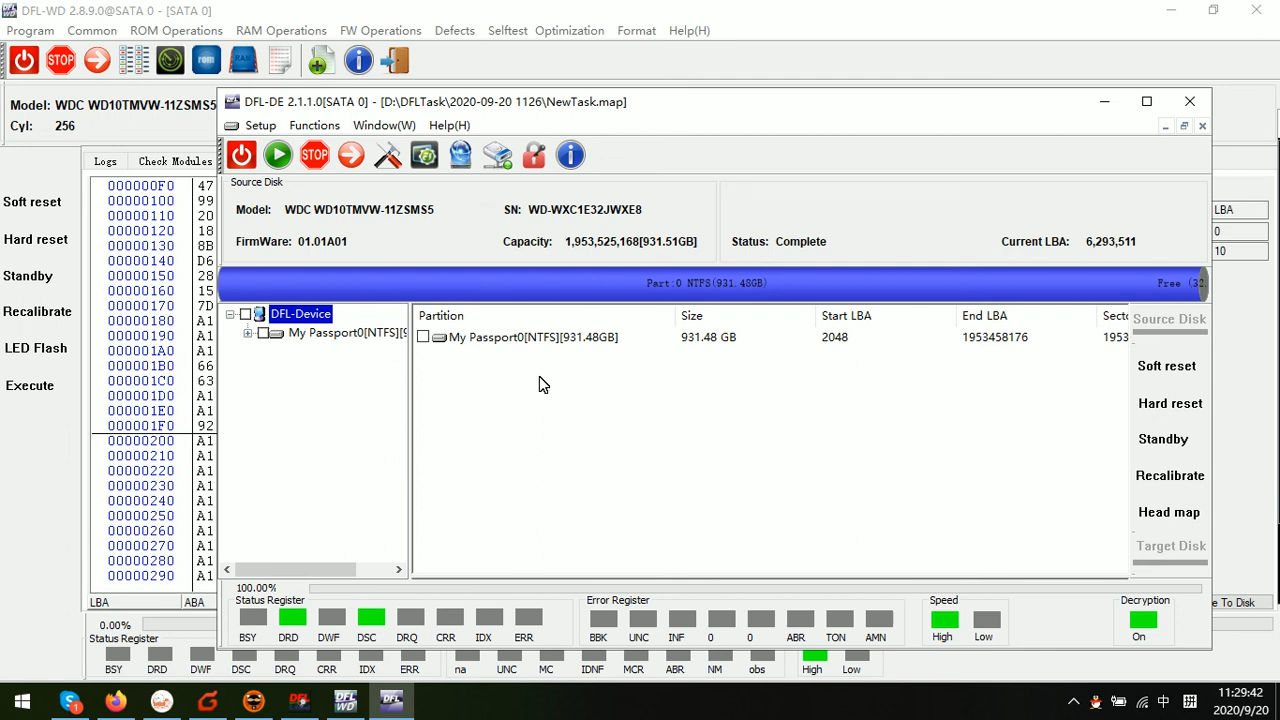 DFL-WD 2.8.9.0@SATA 0 - [SATA 0]
Program Common ROM Operations RAM Operations FW Operations Defects Selftest Optimization Format Help(H)
STOP rom RAM
Model: WDC WD10TMVW-11ZSMS5
Cyl: 256
Logs Check Modules
Soft reset
Hard reset
Standby
Recalibrate
LED Flash
Execute
000000F0 47
00000100 99
00000110 20
00000120 18
00000130 8B
00000140 D6
00000150 28
00000160 15
00000170 7D
00000180 A1
00000190 A1
000001A0 A1
000001B0 66
000001C0 63
000001D0 A1
000001E0 A1
000001F0 92
00000200 A1
00000210 A1
00000220 A1
00000230 A1
00000240 A1
00000250 A1
00000260 A1
00000270 A1
00000280 A1
00000290 A1
LBA ABA
0.00%
Status Register
BSY DRD DWF DSC DRQ CRR IDX ERR na UNC MC IDNF MCR ABR NM obs High Low
LBA
0
10
e To Disk
DFL-DE 2.1.1.0[SATA 0] - [D:\DFLTask\2020-09-20 1126\NewTask.map]
Setup Functions Window(W) Help(H)
STOP
Source Disk
Model: WDC WD10TMVW-11ZSMS5 SN: WD-WXC1E32JWXE8
FirmWare: 01.01A01 Capacity: 1,953,525,168[931.51GB] Status: Complete Current LBA: 6,293,511
Part:0 NTFS(931.48GB) Free (32.
DFL-Device
My Passport0[NTFS][9
Partition Size Start LBA End LBA Secto
My Passport0[NTFS][931.48GB] 931.48 GB 2048 1953458176 1953
Source Disk
Soft reset
Hard reset
Standby
Recalibrate
Head map
Target Disk
100.00%
Status Register Error Register Speed Decryption
BSY DRD DWF DSC DRQ CRR IDX ERR BBK UNC INF 0 0 ABR TON AMN High Low On
中 拼 11:29:42
2020/9/20